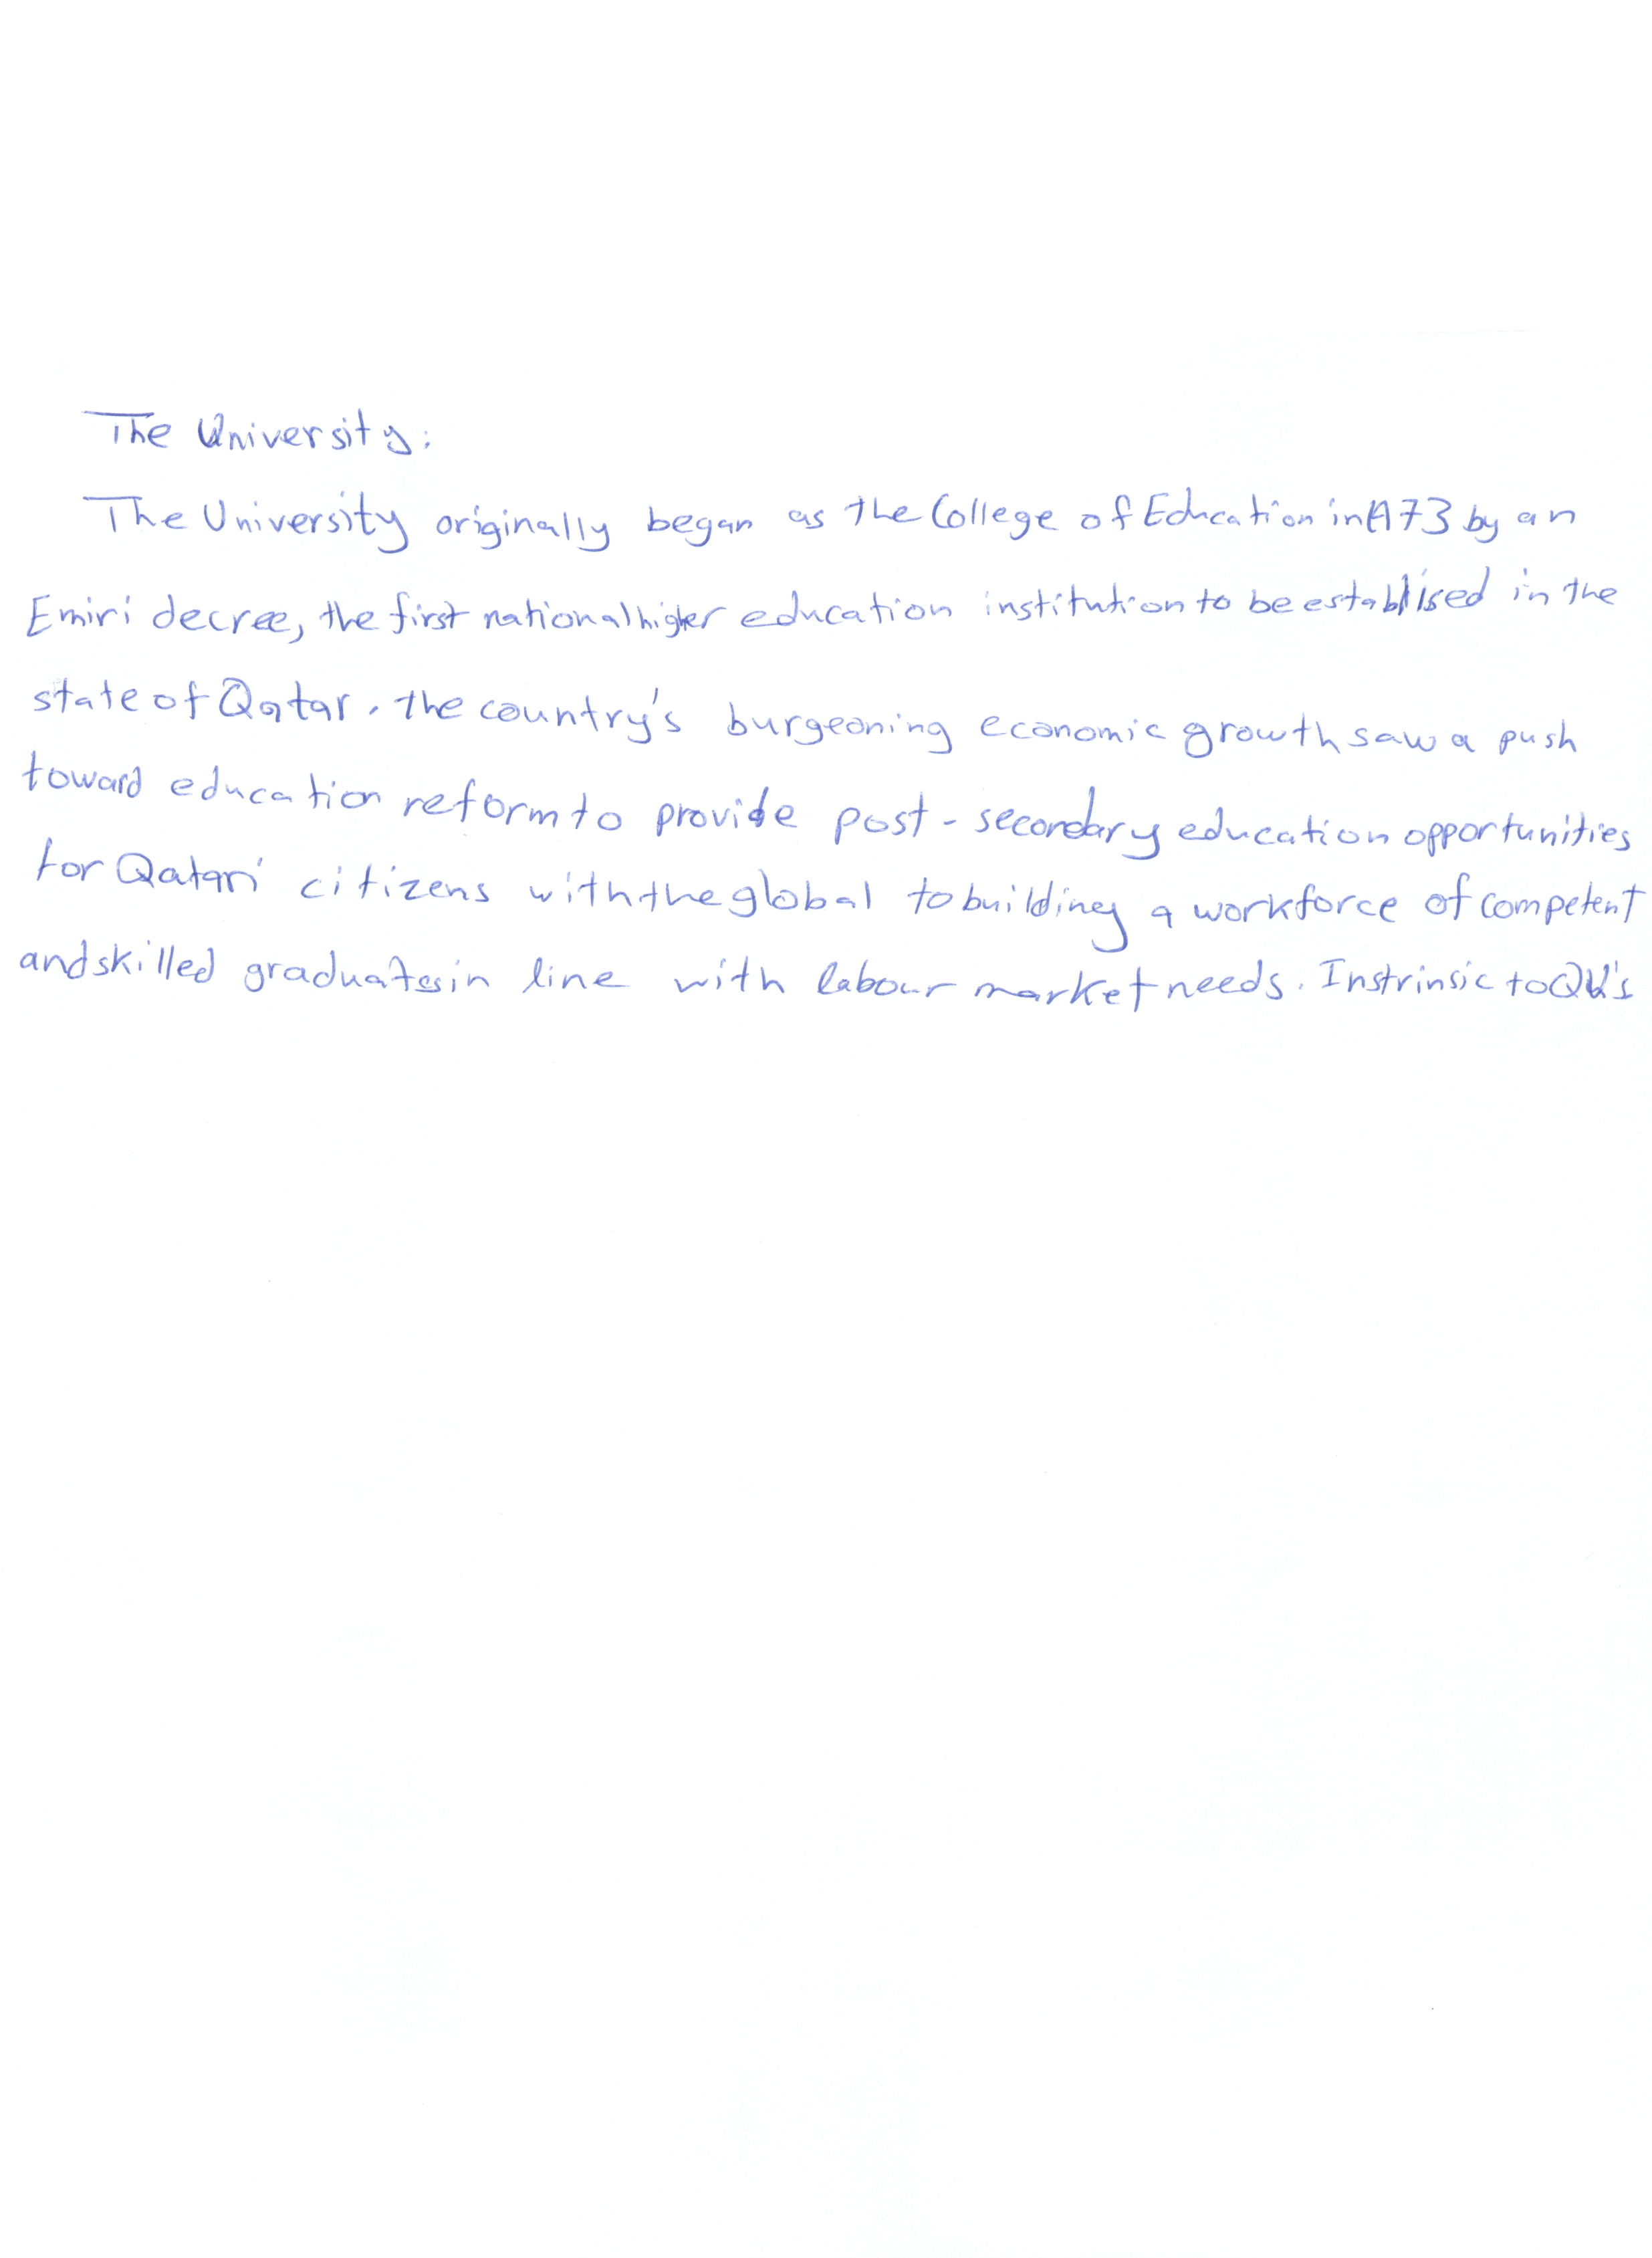 The University:
The University originally began as the College of Education in 1973 by an
Emiri decree, the first national higher education institution to be establised in the
state of Qatar. the country's burgeoning economic growth saw a push
toward education reform to provide post-secondary education opportunities
for Qatari citizens with the global to building a workforce of competent
and skilled graduates in line with labour market needs. Instrinsic to QU's